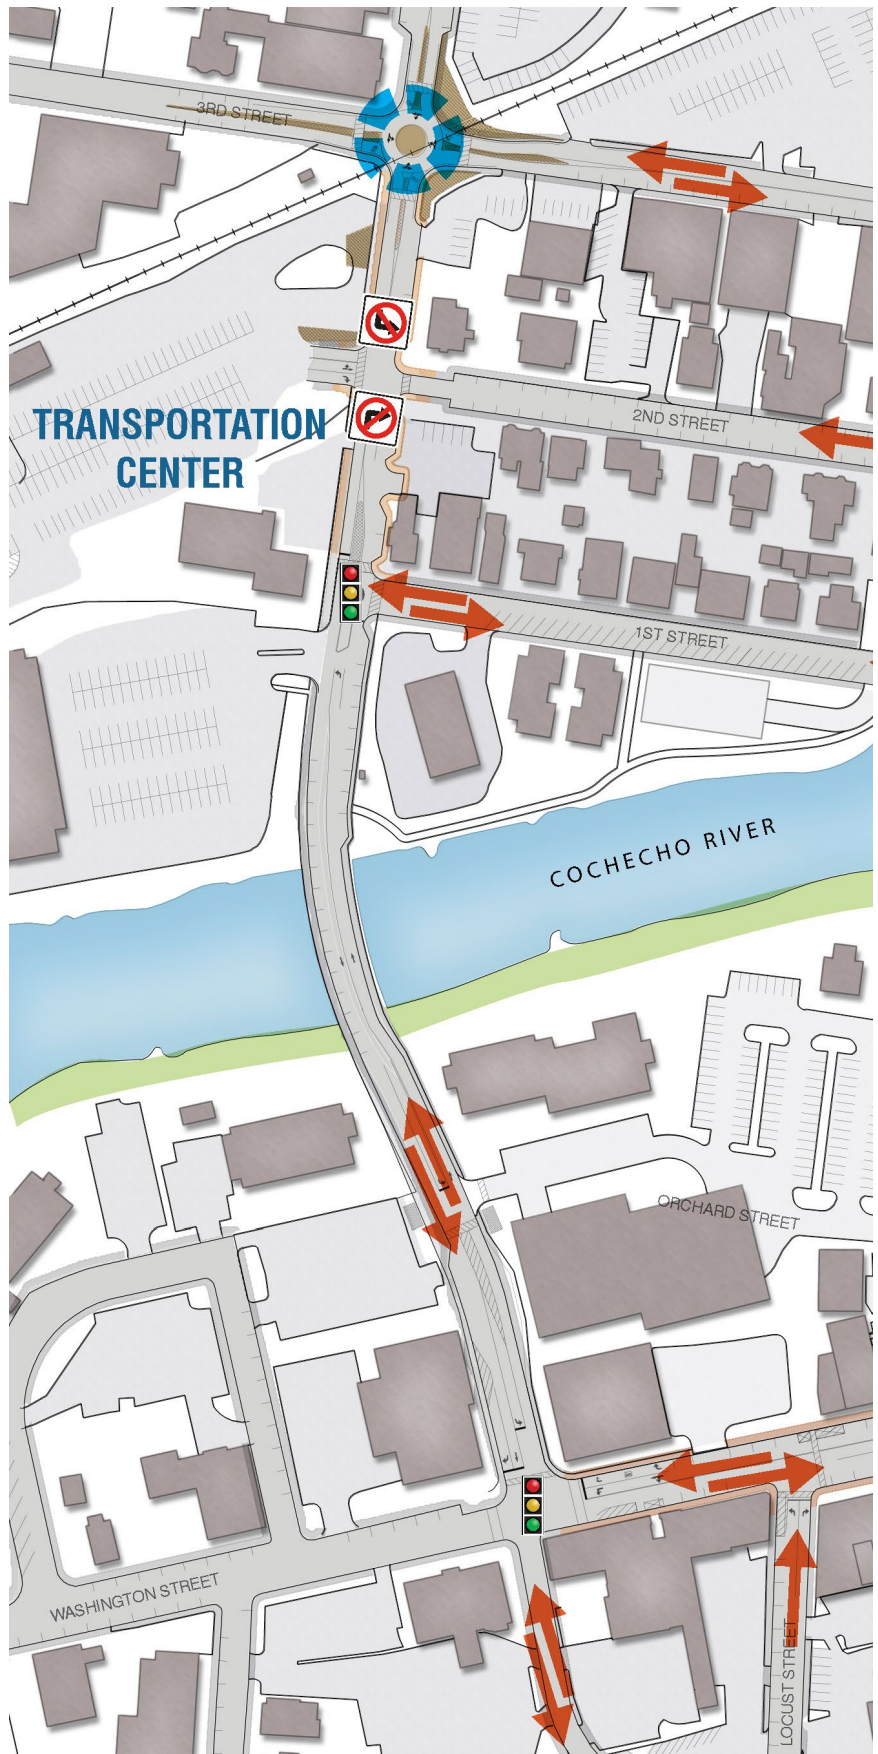 3RD STREET
2ND STREET
TRANSPORTATION
CENTER
1ST STREET
COCHECHO RIVER
ORCHARD STREET
WASHINGTON STREET
LOCUST STREET